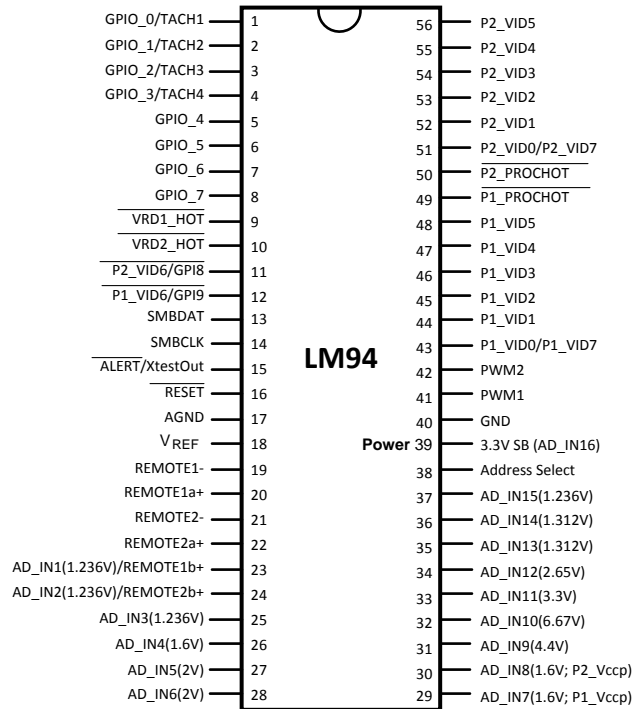 GPIO_0/TACH1 1
GPIO_1/TACH2 2
GPIO_2/TACH3 3
GPIO_3/TACH4 4
GPIO_4 5
GPIO_5 6
GPIO_6 7
GPIO_7 8
VRD1_HOT 9
VRD2_HOT 10
P2_VID6/GPI8 11
P1_VID6/GPI9 12
SMBDAT 13
SMBCLK 14
ALERT/XtestOut 15
RESET 16
AGND 17
VREF 18
REMOTE1- 19
REMOTE1a+ 20
REMOTE2- 21
REMOTE2a+ 22
AD_IN1(1.236V)/REMOTE1b+ 23
AD_IN2(1.236V)/REMOTE2b+ 24
AD_IN3(1.236V) 25
AD_IN4(1.6V) 26
AD_IN5(2V) 27
AD_IN6(2V) 28
LM94
56 P2_VID5
55 P2_VID4
54 P2_VID3
53 P2_VID2
52 P2_VID1
51 P2_VID0/P2_VID7
50 P2_PROCHOT
49 P1_PROCHOT
48 P1_VID5
47 P1_VID4
46 P1_VID3
45 P1_VID2
44 P1_VID1
43 P1_VID0/P1_VID7
42 PWM2
41 PWM1
40 GND
Power 39 3.3V SB (AD_IN16)
38 Address Select
37 AD_IN15(1.236V)
36 AD_IN14(1.312V)
35 AD_IN13(1.312V)
34 AD_IN12(2.65V)
33 AD_IN11(3.3V)
32 AD_IN10(6.67V)
31 AD_IN9(4.4V)
30 AD_IN8(1.6V; P2_Vccp)
29 AD_IN7(1.6V; P1_Vccp)